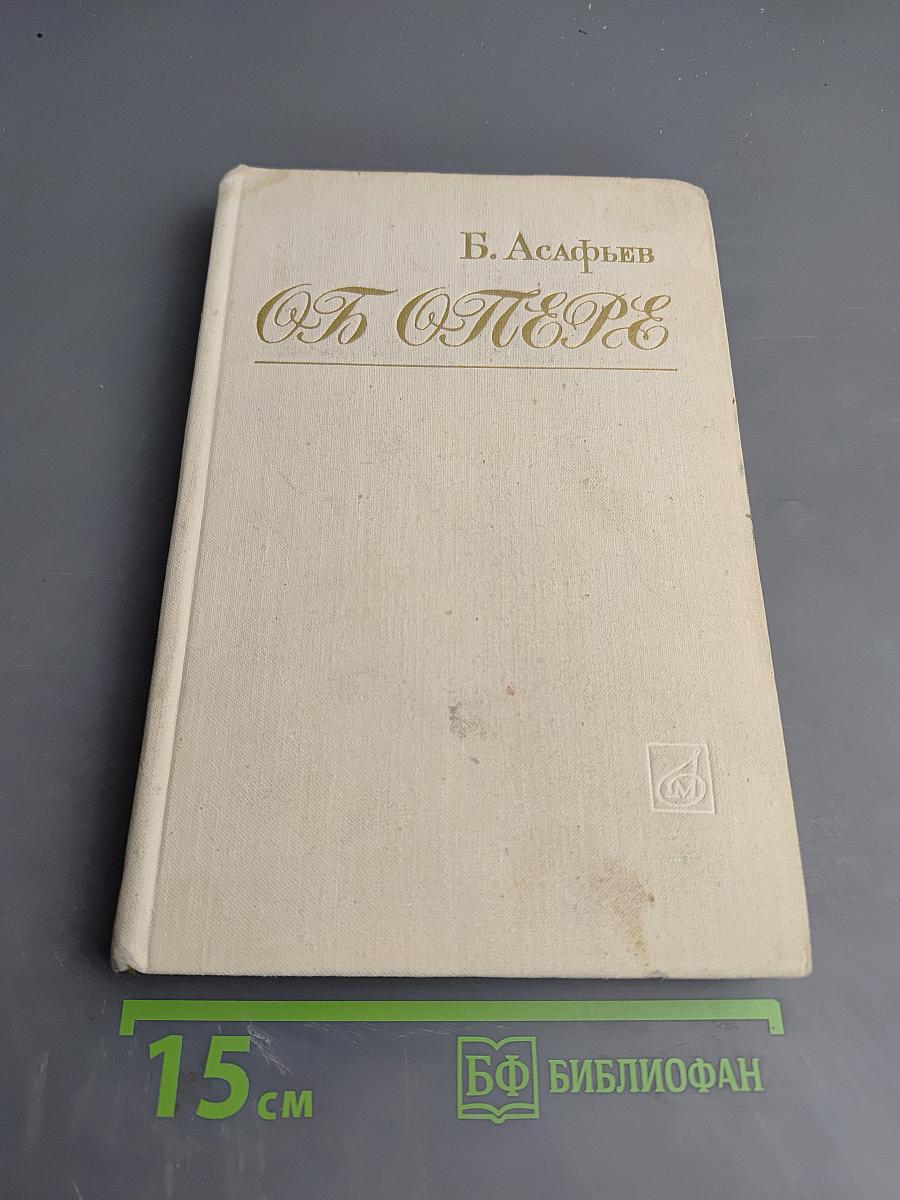 Б. Асафьев
ОБ ОПЕРЕ
М
15 см
БФ БИБЛИОФАН